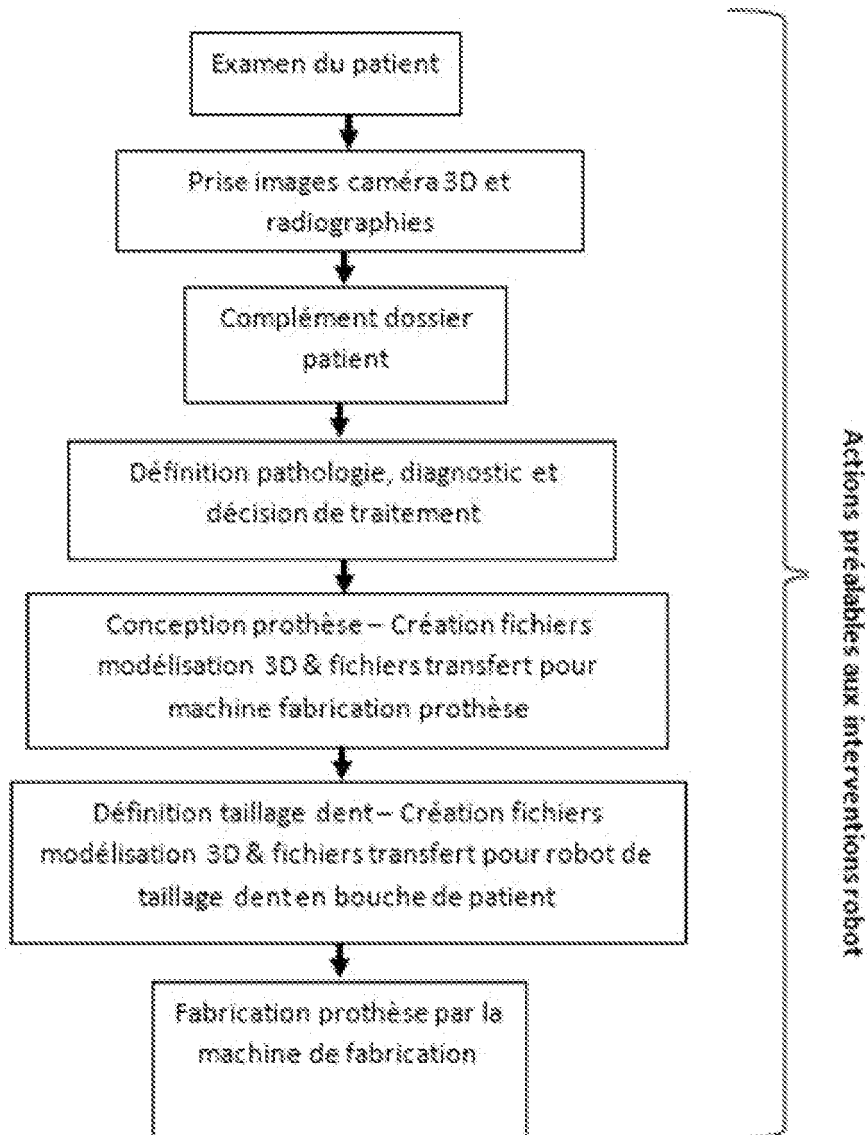 Examen du patient
Prise images caméra 3D et
radiographies
Complément dossier
patient
Définition pathologie, diagnostic et
décision de traitement
Conception prothèse – Création fichiers
modélisation 3D & fichiers transfert pour
machine fabrication prothèse
Définition taillage dent – Création fichiers
modélisation 3D & fichiers transfert pour robot de
taillage dent en bouche de patient
Fabrication prothèse par la
machine de fabrication
Actions préalables aux interventions robot